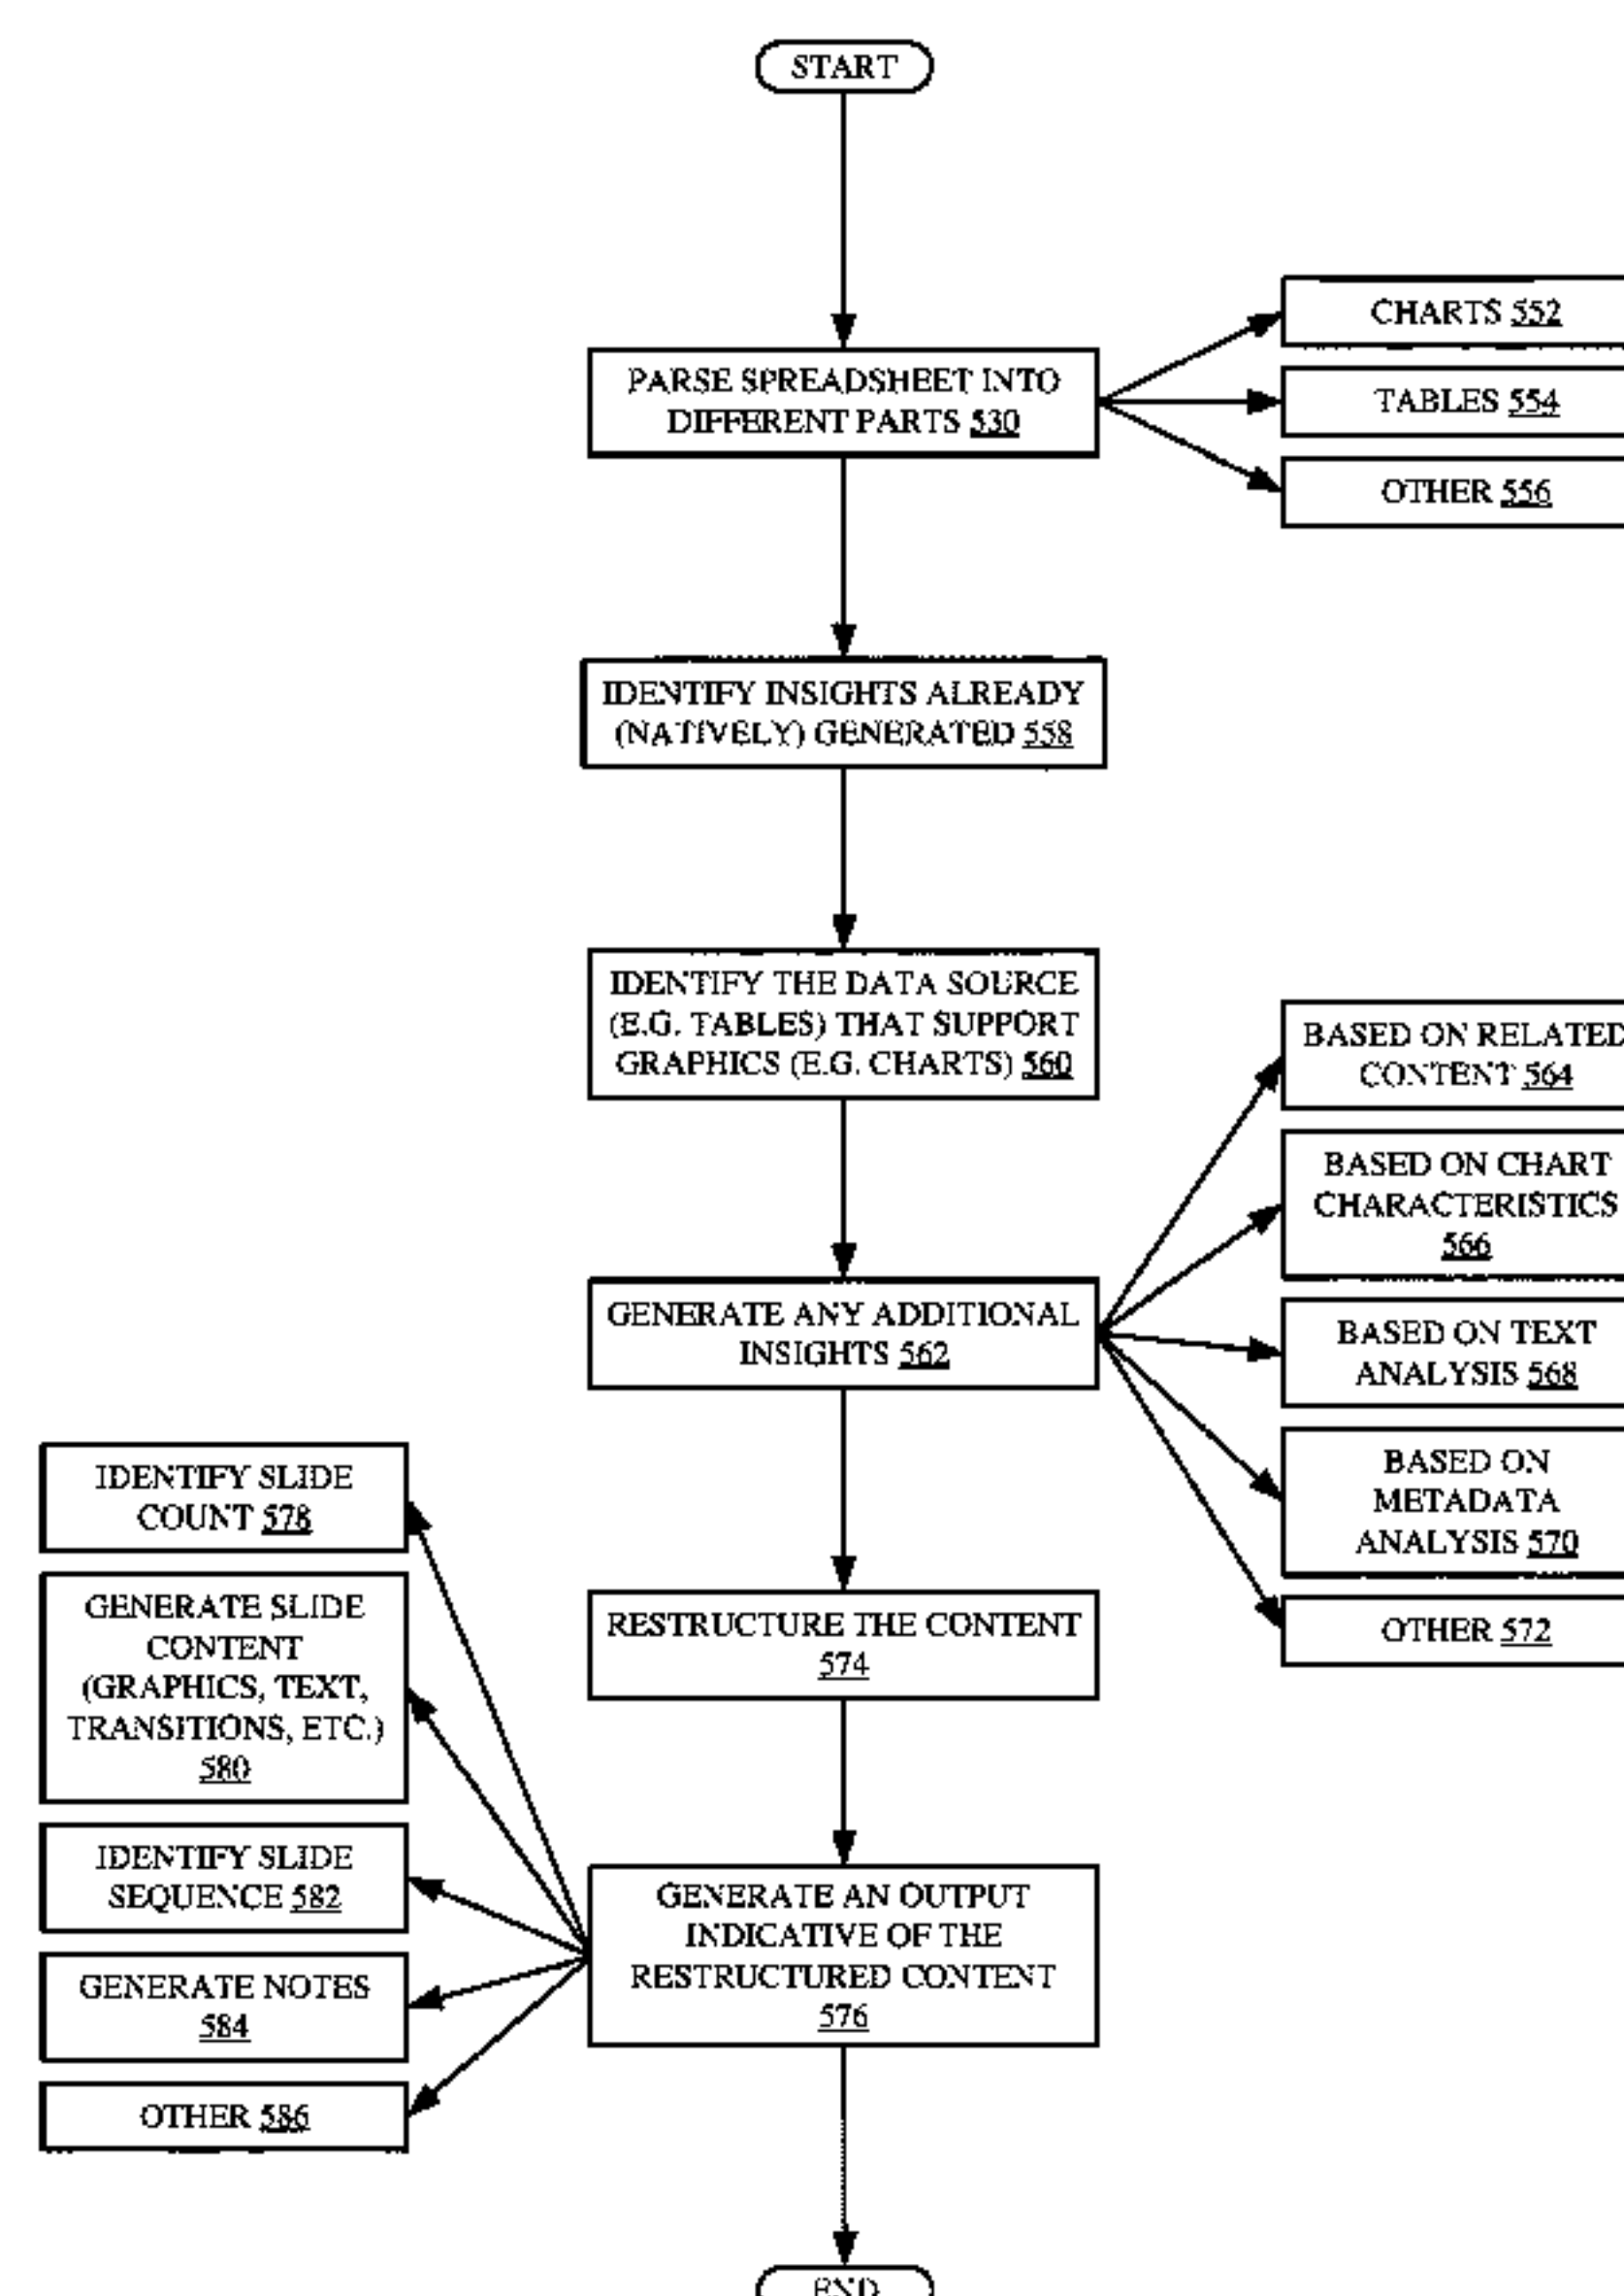 START
PARSE SPREADSHEET INTO
DIFFERENT PARTS 530
CHARTS 552
TABLES 554
OTHER 556
IDENTIFY INSIGHTS ALREADY
(NATIVELY) GENERATED 558
IDENTIFY THE DATA SOURCE
(E.G. TABLES) THAT SUPPORT
GRAPHICS (E.G. CHARTS) 560
GENERATE ANY ADDITIONAL
INSIGHTS 562
BASED ON RELATED
CONTENT 564
BASED ON CHART
CHARACTERISTICS
566
BASED ON TEXT
ANALYSIS 568
BASED ON
METADATA
ANALYSIS 570
OTHER 572
RESTRUCTURE THE CONTENT
574
GENERATE AN OUTPUT
INDICATIVE OF THE
RESTRUCTURED CONTENT
576
IDENTIFY SLIDE
COUNT 578
GENERATE SLIDE
CONTENT
(GRAPHICS, TEXT,
TRANSITIONS, ETC.)
580
IDENTIFY SLIDE
SEQUENCE 582
GENERATE NOTES
584
OTHER 586
END